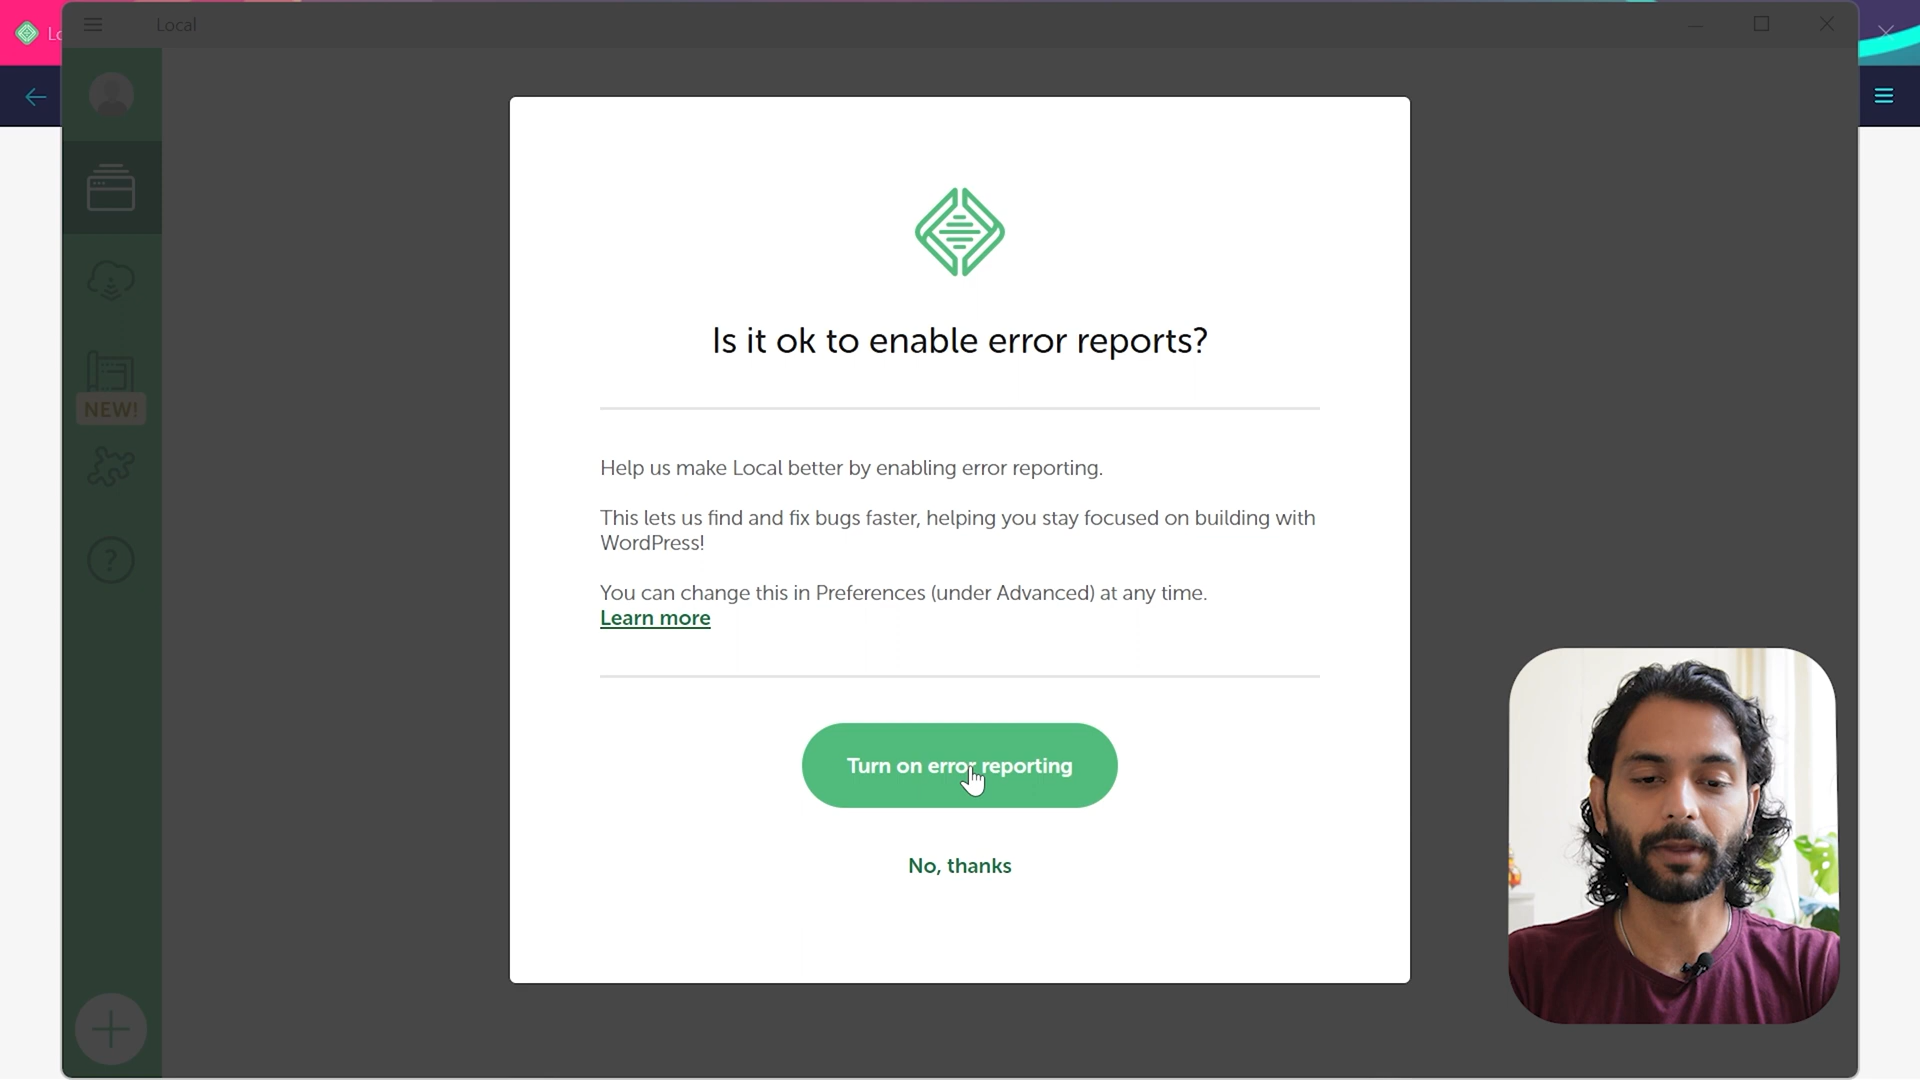 Lo
Local
NEW!
Is it ok to enable error reports?
Help us make Local better by enabling error reporting.
This lets us find and fix bugs faster, helping you stay focused on building with
WordPress!
You can change this in Preferences (under Advanced) at any time.
Learn more
Turn on error reporting
No, thanks